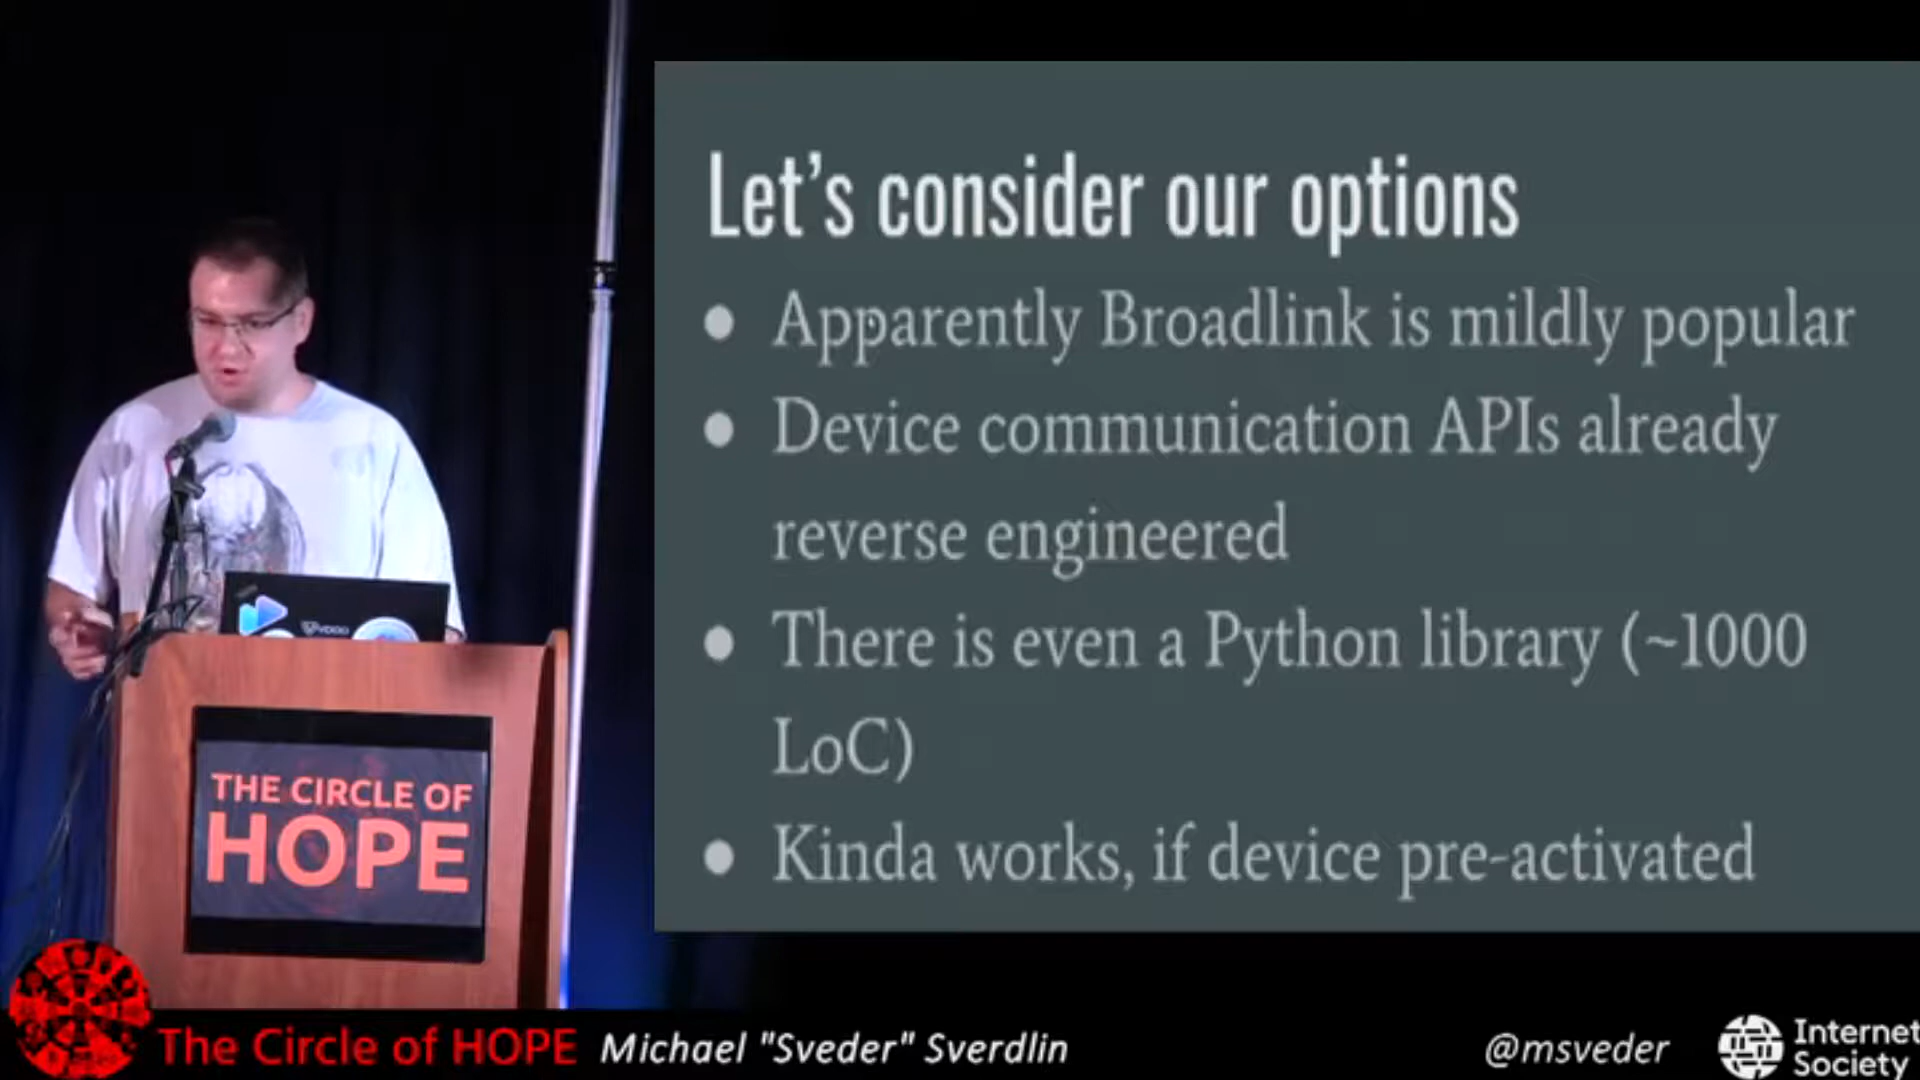 Let's consider our options
● Apparently Broadlink is mildly popular
● Device communication APIs already
reverse engineered
● There is even a Python library (~1000
LoC)
● Kinda works, if device pre-activated
THE CIRCLE OF
HOPE
The Circle of HOPE Michael "Sveder" Sverdlin @msveder
Internet
Society